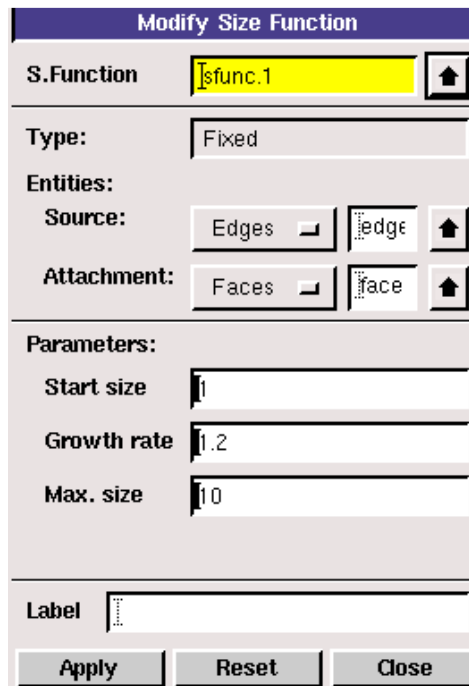 Modify Size Function
S.Function sfunc.1
Type: Fixed
Entities:
Source: Edges edge
Attachment: Faces face
Parameters:
Start size 1
Growth rate 1.2
Max. size 10
Label
Apply Reset Close